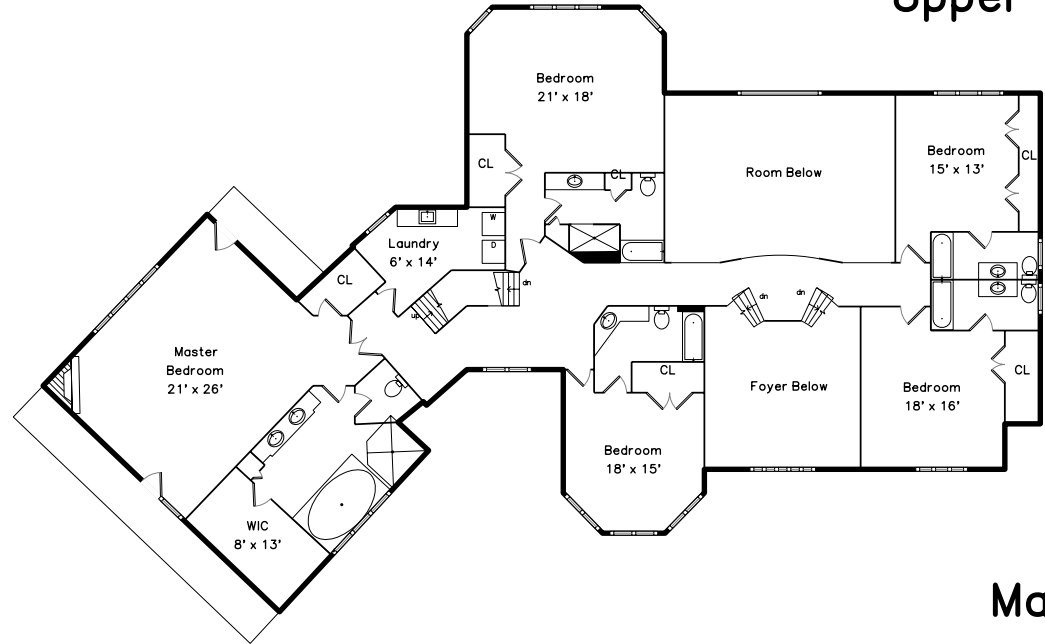 Upper
Bedroom
21' x 18'
CL
CL
Bedroom
15' x 13'
CL
Room Below
W
D
Laundry
6' x 14'
CL
dn
up
dn
dn
Master
Bedroom
21' x 26'
CL
Foyer Below
Bedroom
18' x 16'
CL
Bedroom
18' x 15'
WIC
8' x 13'
Ma